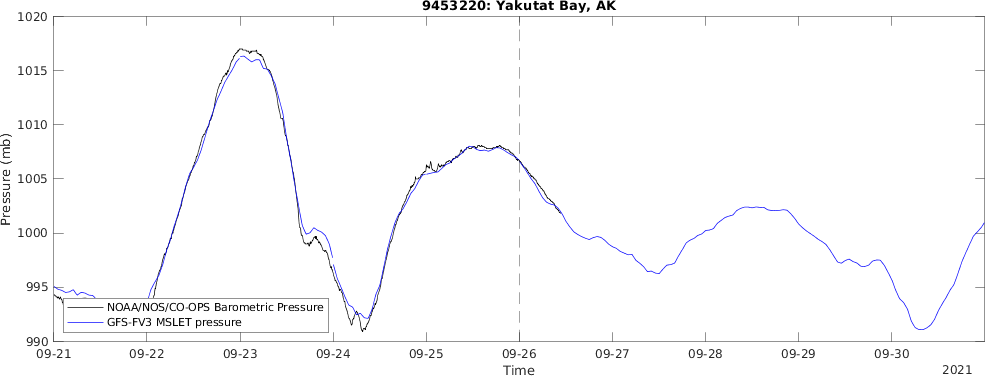 9453220: Yakutat Bay, AK
Pressure (mb)
1020
1015
1010
1005
1000
995
990
NOAA/NOS/CO-OPS Barometric Pressure
GFS-FV3 MSLET pressure
09-21 09-22 09-23 09-24 09-25 09-26 09-27 09-28 09-29 09-30
Time
2021